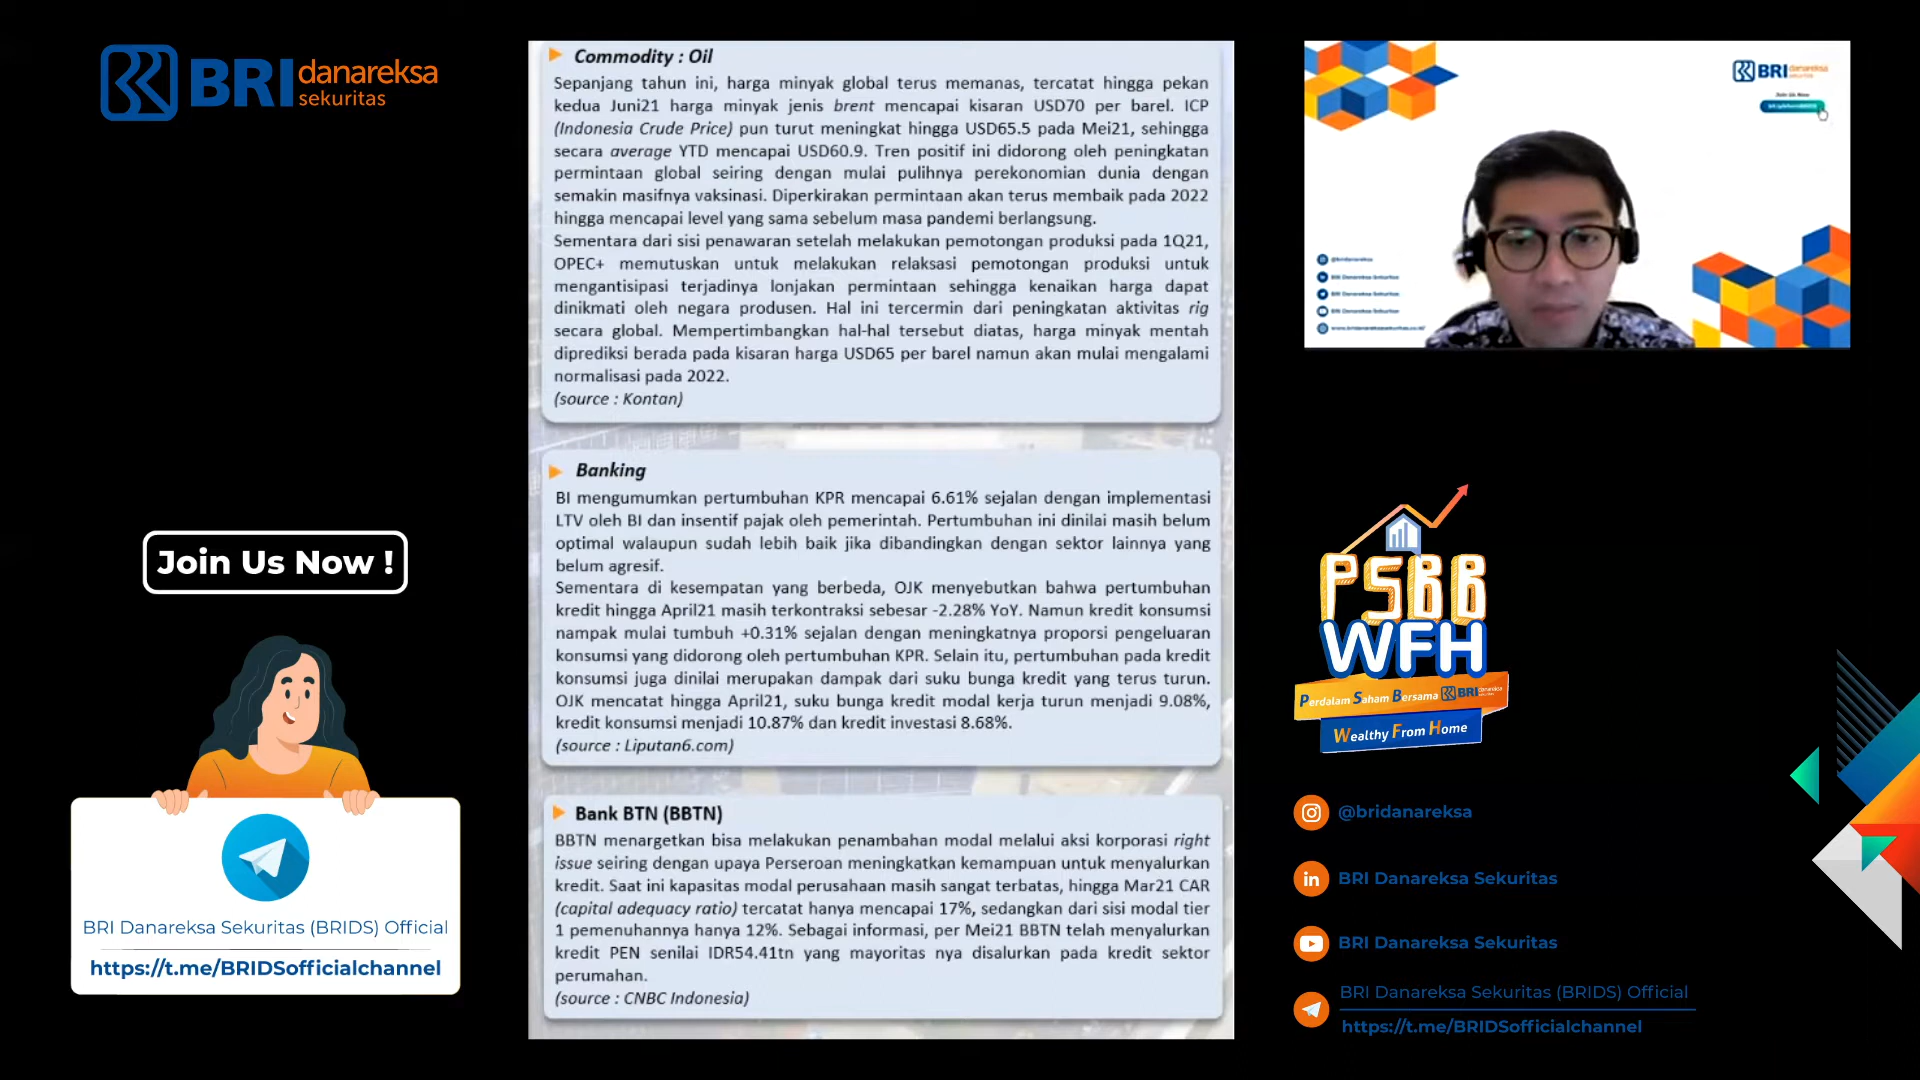 BRI danareksa
sekuritas
Join Us Now !
BRI Danareksa Sekuritas (BRIDS) Official
https://t.me/BRIDSofficialchannel
Commodity : Oil
Sepanjang tahun ini, harga minyak global terus memanas, tercatat hingga pekan
kedua Juni21 harga minyak jenis brent mencapai kisaran USD70 per barel. ICP
(Indonesia Crude Price) pun turut meningkat hingga USD65.5 pada Mei21, sehingga
secara average YTD mencapai USD60.9. Tren positif ini didorong oleh peningkatan
permintaan global seiring dengan mulai pulihnya perekonomian dunia dengan
semakin masifnya vaksinasi. Diperkirakan permintaan akan terus membaik pada 2022
hingga mencapai level yang sama sebelum masa pandemi berlangsung.
Sementara dari sisi penawaran setelah melakukan pemotongan produksi pada 1Q21,
OPEC+ memutuskan untuk melakukan relaksasi pemotongan produksi untuk
mengantisipasi terjadinya lonjakan permintaan sehingga kenaikan harga dapat
dinikmati oleh negara produsen. Hal ini tercermin dari peningkatan aktivitas rig
secara global. Mempertimbangkan hal-hal tersebut diatas, harga minyak mentah
diprediksi berada pada kisaran harga USD65 per barel namun akan mulai mengalami
normalisasi pada 2022.
(source : Kontan)
Banking
BI mengumumkan pertumbuhan KPR mencapai 6.61% sejalan dengan implementasi
LTV oleh BI dan insentif pajak oleh pemerintah. Pertumbuhan ini dinilai masih belum
optimal walaupun sudah lebih baik jika dibandingkan dengan sektor lainnya yang
belum agresif.
Sementara di kesempatan yang berbeda, OJK menyebutkan bahwa pertumbuhan
kredit hingga April21 masih terkontraksi sebesar -2.28% YoY. Namun kredit konsumsi
nampak mulai tumbuh +0.31% sejalan dengan meningkatnya proporsi pengeluaran
konsumsi yang didorong oleh pertumbuhan KPR. Selain itu, pertumbuhan pada kredit
konsumsi juga dinilai merupakan dampak dari suku bunga kredit yang terus turun.
OJK mencatat hingga April21, suku bunga kredit modal kerja turun menjadi 9.08%,
kredit konsumsi menjadi 10.87% dan kredit investasi 8.68%.
(source : Liputan6.com)
Bank BTN (BBTN)
BBTN menargetkan bisa melakukan penambahan modal melalui aksi korporasi right
issue seiring dengan upaya Perseroan meningkatkan kemampuan untuk menyalurkan
kredit. Saat ini kapasitas modal perusahaan masih sangat terbatas, hingga Mar21 CAR
(capital adequacy ratio) tercatat hanya mencapai 17%, sedangkan dari sisi modal tier
1 pemenuhannya hanya 12%. Sebagai informasi, per Mei21 BBTN telah menyalurkan
kredit PEN senilai IDR54.41tn yang mayoritas nya disalurkan pada kredit sektor
perumahan.
(source : CNBC Indonesia)
BRI danareksa
sekuritas
Join Us Now
@bridanareksa
BRI Danareksa Sekuritas
BRI Danareksa Sekuritas
BRI Danareksa Sekuritas
PSBB
WFH
Perdalam Saham Bersama BRI danareksa
sekuritas
Wealthy From Home
@bridanareksa
BRI Danareksa Sekuritas
BRI Danareksa Sekuritas
BRI Danareksa Sekuritas (BRIDS) Official
https://t.me/BRIDSofficialchannel